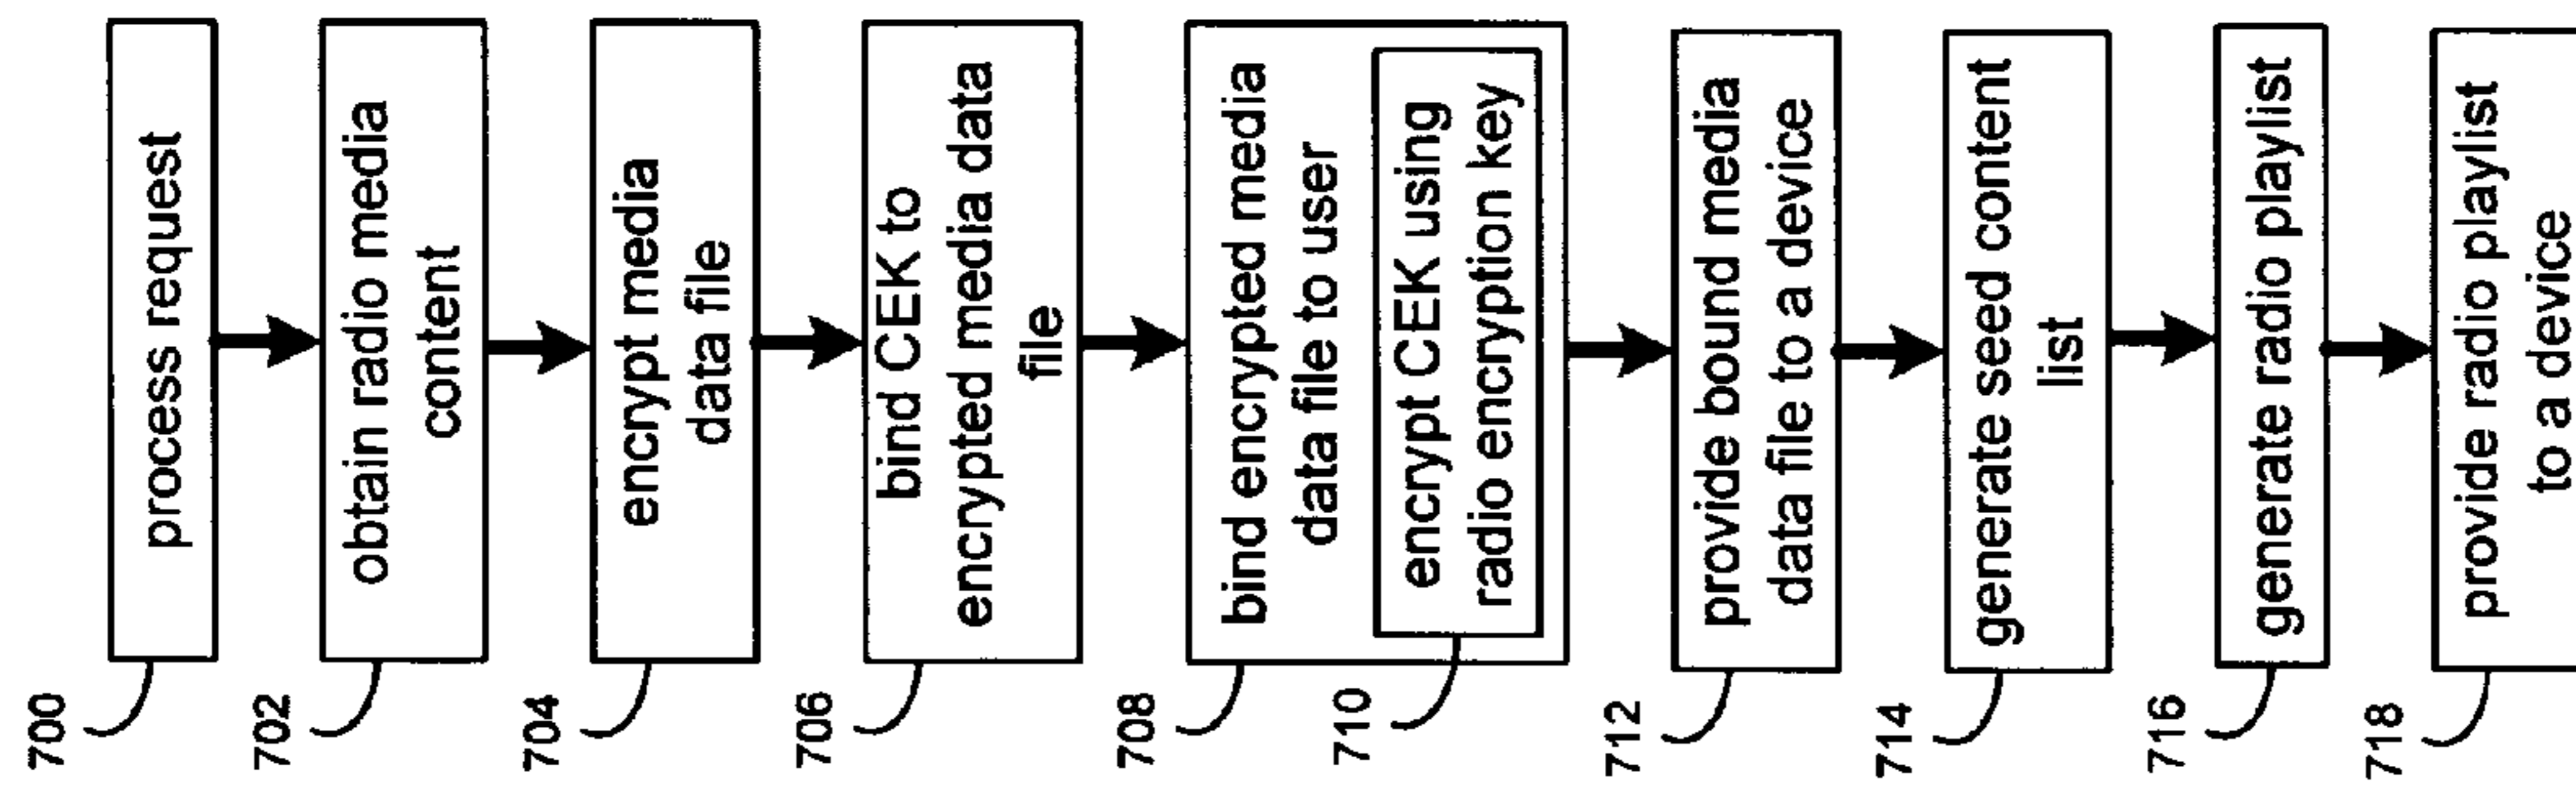 700
process request
702
obtain radio media
content
704
encrypt media
data file
706
bind CEK to
encrypted media data
file
708
bind encrypted media
data file to user
710
encrypt CEK using
radio encryption key
712
provide bound media
data file to a device
714
generate seed content
list
716
generate radio playlist
718
provide radio playlist
to a device